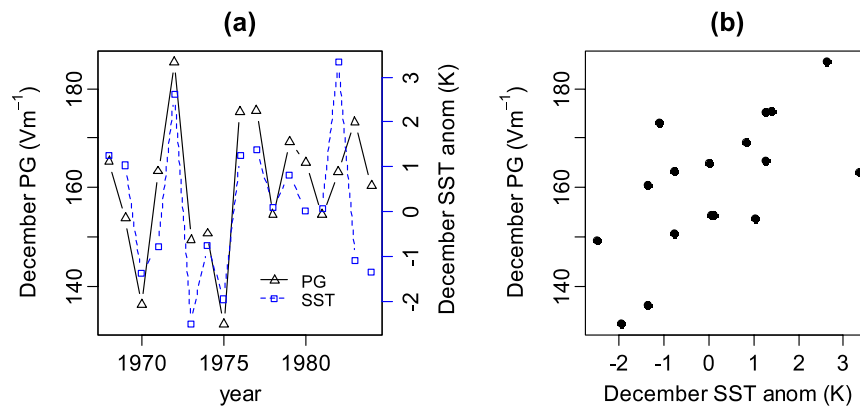 (a)
December PG (Vm⁻¹)
140 160 180
1970 1975 1980
year
-2 -1 0 1 2 3
December SST anom (K)
PG
SST
(b)
December PG (Vm⁻¹)
140 160 180
-2 -1 0 1 2 3
December SST anom (K)